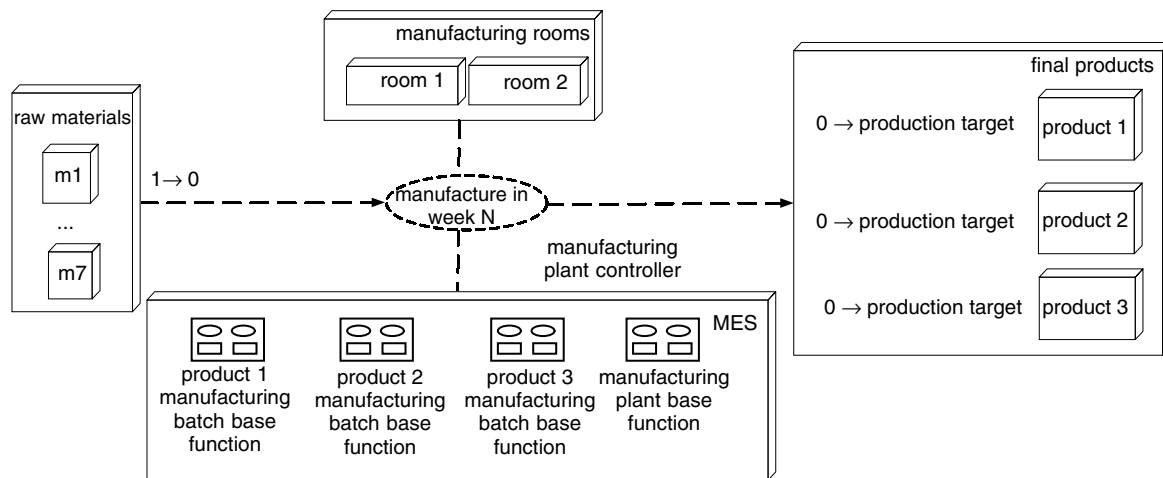 manufacturing rooms
room 1
room 2
raw materials
m1
...
m7
1→ 0
manufacture in
week N
manufacturing
plant controller
final products
0 → production target
product 1
0 → production target
product 2
0 → production target
product 3
MES
product 1
manufacturing
batch base
function
product 2
manufacturing
batch base
function
product 3
manufacturing
batch base
function
manufacturing
plant base
function